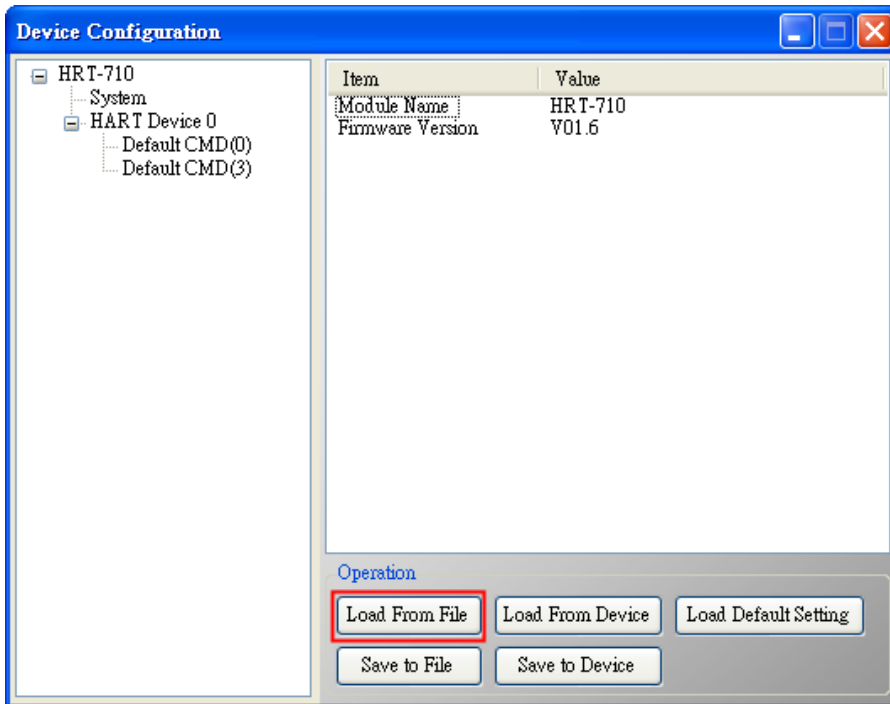 Device Configuration
HRT-710
System
HART Device 0
Default CMD(0)
Default CMD(3)
Item Value
Module Name HRT-710
Firmware Version V01.6
Operation
Load From File Load From Device Load Default Setting
Save to File Save to Device